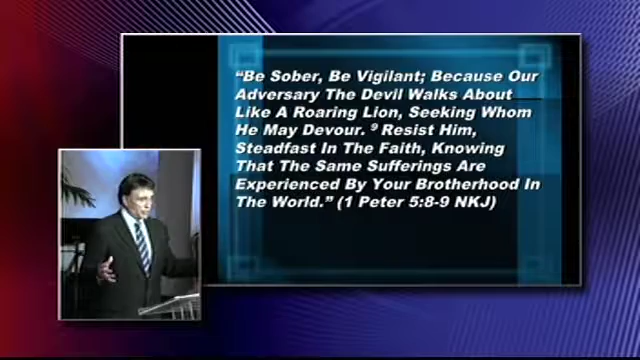 “Be Sober, Be Vigilant; Because Our
Adversary The Devil Walks About
Like A Roaring Lion, Seeking Whom
He May Devour. ⁹ Resist Him,
Steadfast In The Faith, Knowing
That The Same Sufferings Are
Experienced By Your Brotherhood In
The World.” (1 Peter 5:8-9 NKJ)